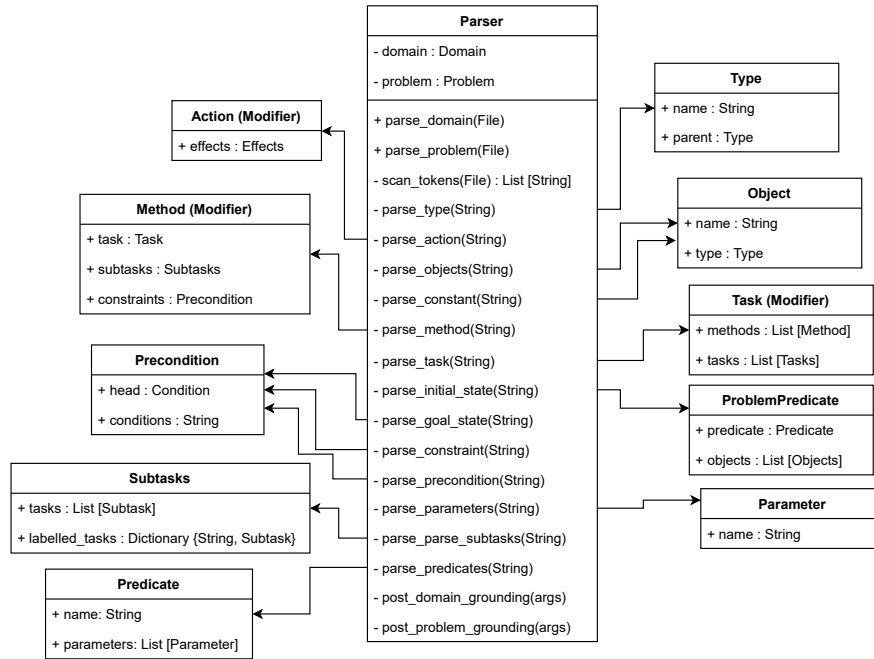 Parser
- domain : Domain
- problem : Problem
+ parse_domain(File)
+ parse_problem(File)
- scan_tokens(File) : List [String]
- parse_type(String)
- parse_action(String)
- parse_objects(String)
- parse_constant(String)
- parse_method(String)
- parse_task(String)
- parse_initial_state(String)
- parse_goal_state(String)
- parse_constraint(String)
- parse_precondition(String)
- parse_parameters(String)
- parse_parse_subtasks(String)
- parse_predicates(String)
- post_domain_grounding(args)
- post_problem_grounding(args)
Action (Modifier)
+ effects : Effects
Method (Modifier)
+ task : Task
+ subtasks : Subtasks
+ constraints : Precondition
Precondition
+ head : Condition
+ conditions : String
Subtasks
+ tasks : List [Subtask]
+ labelled_tasks : Dictionary {String, Subtask}
Predicate
+ name: String
+ parameters: List [Parameter]
Type
+ name : String
+ parent : Type
Object
+ name : String
+ type : Type
Task (Modifier)
+ methods : List [Method]
+ tasks : List [Tasks]
ProblemPredicate
+ predicate : Predicate
+ objects : List [Objects]
Parameter
+ name : String